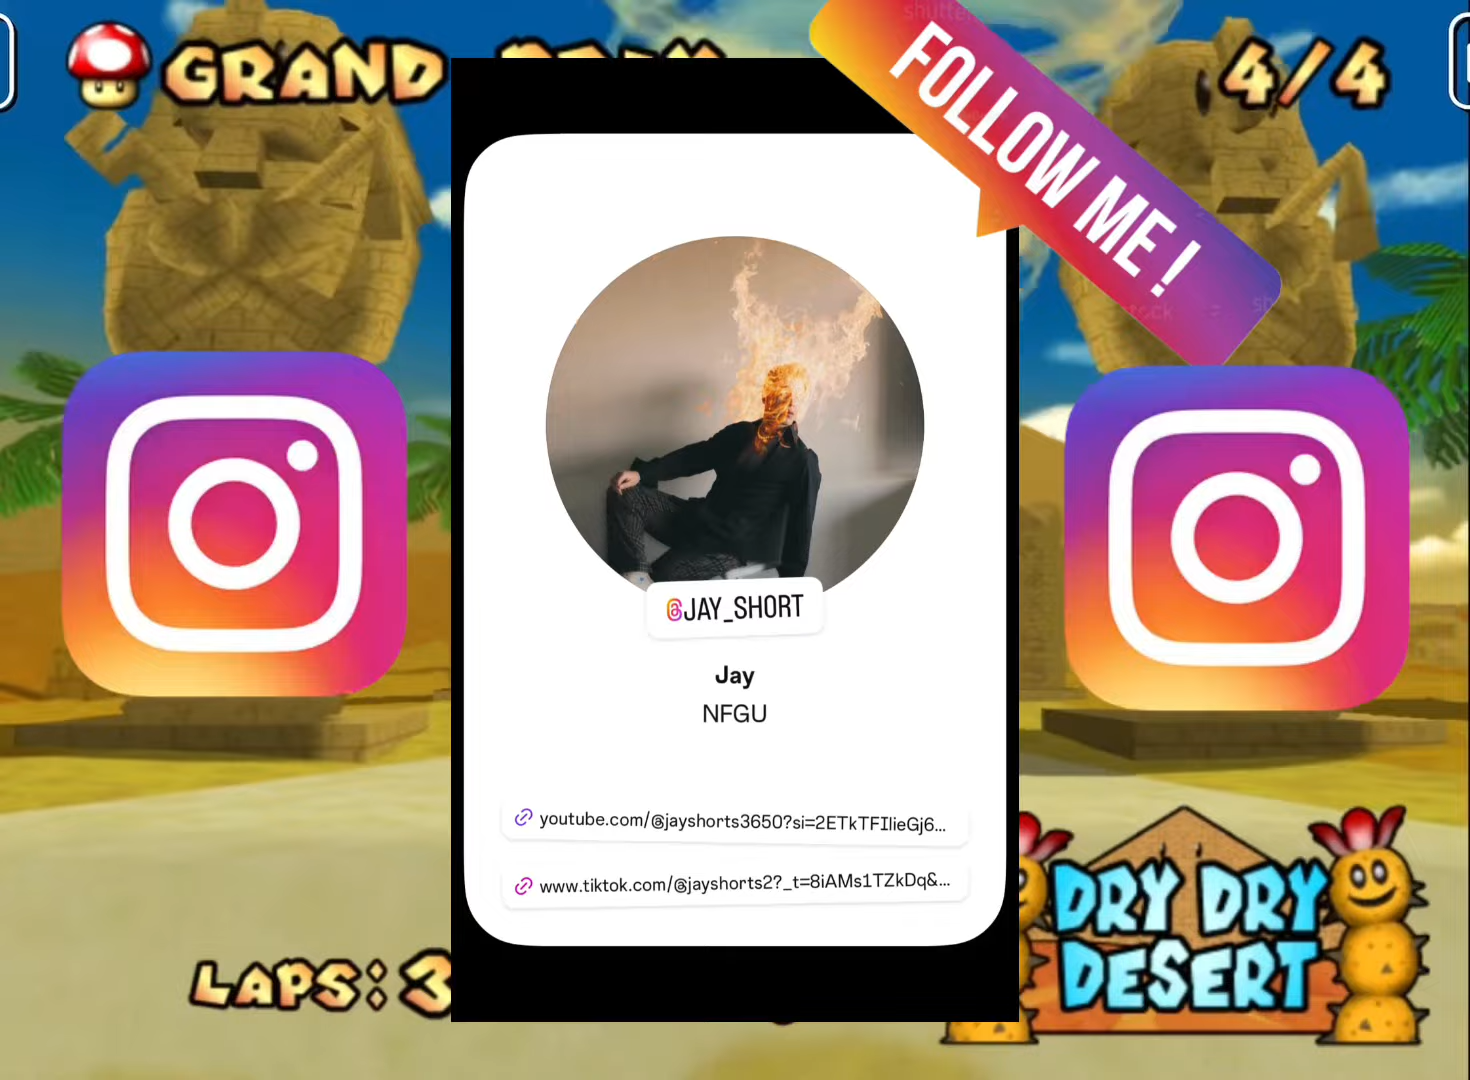 GRAND
4/4
FOLLOW ME !
@JAY_SHORT
Jay
NFGU
youtube.com/@jayshorts3650?si=2ETkTFIlieGj6...
www.tiktok.com/@jayshorts2?_t=8iAMs1TZkDq&...
DRY DRY
DESERT
LAPS: 3